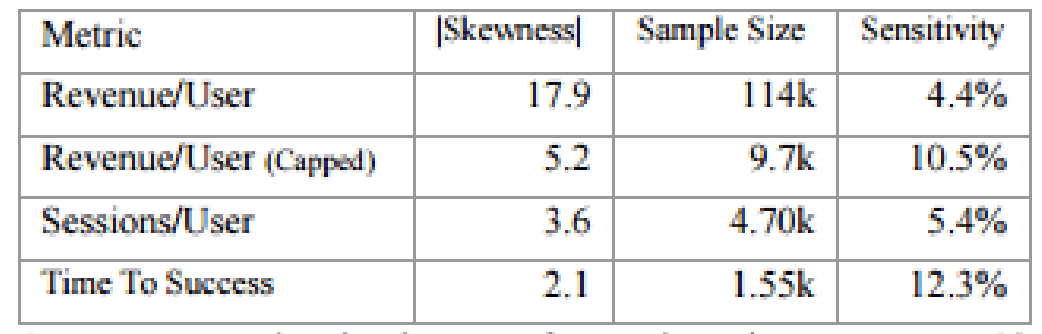 Metric |Skewness| Sample Size Sensitivity
Revenue/User 17.9 114k 4.4%
Revenue/User (Capped) 5.2 9.7k 10.5%
Sessions/User 3.6 4.70k 5.4%
Time To Success 2.1 1.55k 12.3%